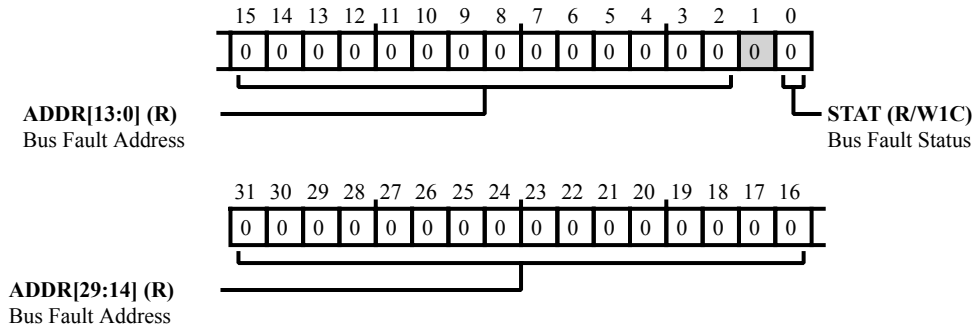 15 14 13 12 11 10 9 8 7 6 5 4 3 2 1 0
0 0 0 0 0 0 0 0 0 0 0 0 0 0 0 0
ADDR[13:0] (R)
Bus Fault Address
STAT (R/W1C)
Bus Fault Status
31 30 29 28 27 26 25 24 23 22 21 20 19 18 17 16
0 0 0 0 0 0 0 0 0 0 0 0 0 0 0 0
ADDR[29:14] (R)
Bus Fault Address